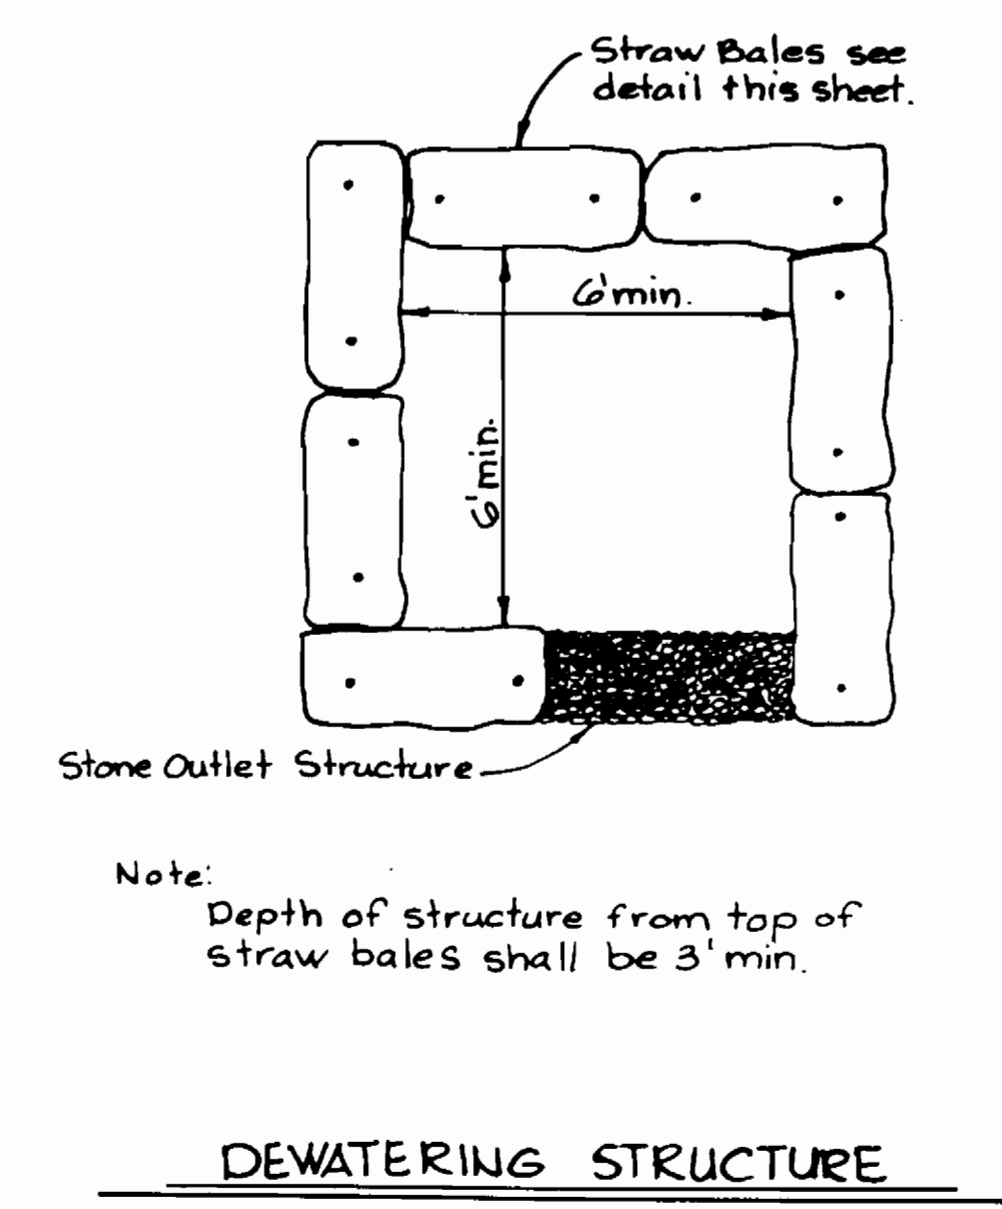 Straw Bales see
detail this sheet.
6'min.
6'min.
Stone Outlet Structure
Note:
Depth of structure from top of
straw bales shall be 3'min.
DEWATERING STRUCTURE